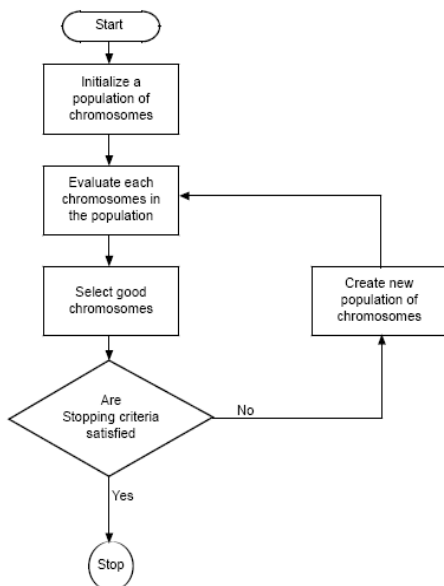 Start
Initialize a
population of
chromosomes
Evaluate each
chromosomes in
the population
Select good
chromosomes
Create new
population of
chromosomes
Are
Stopping criteria
satisfied
No
Yes
Stop